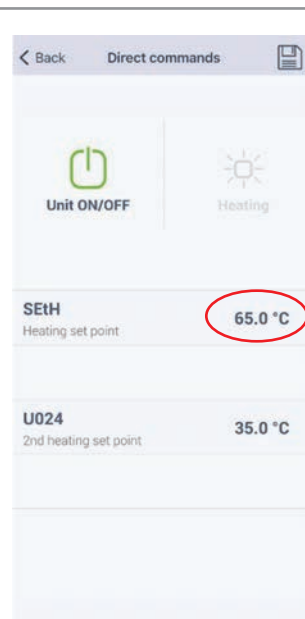 Back
Direct commands
Unit ON/OFF
Heating
SEtH
65.0 °C
Heating set point
U024
35.0 °C
2nd heating set point